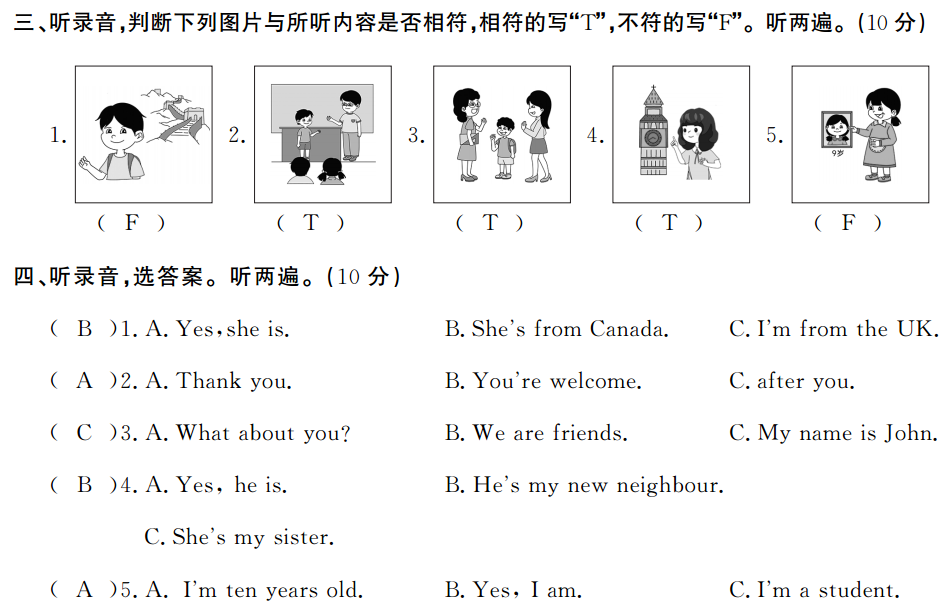 三、听录音,判断下列图片与所听内容是否相符,相符的写“T”,不符的写“F”。听两遍。(10 分)
1. 2. 3. 4. 5.
9岁
( F ) ( T ) ( T ) ( T ) ( F )
四、听录音,选答案。听两遍。(10 分)
( B )1. A. Yes,she is. B. She's from Canada. C. I'm from the UK.
( A )2. A. Thank you. B. You're welcome. C. after you.
( C )3. A. What about you? B. We are friends. C. My name is John.
( B )4. A. Yes, he is. B. He's my new neighbour.
C. She's my sister.
( A )5. A. I'm ten years old. B. Yes, I am. C. I'm a student.